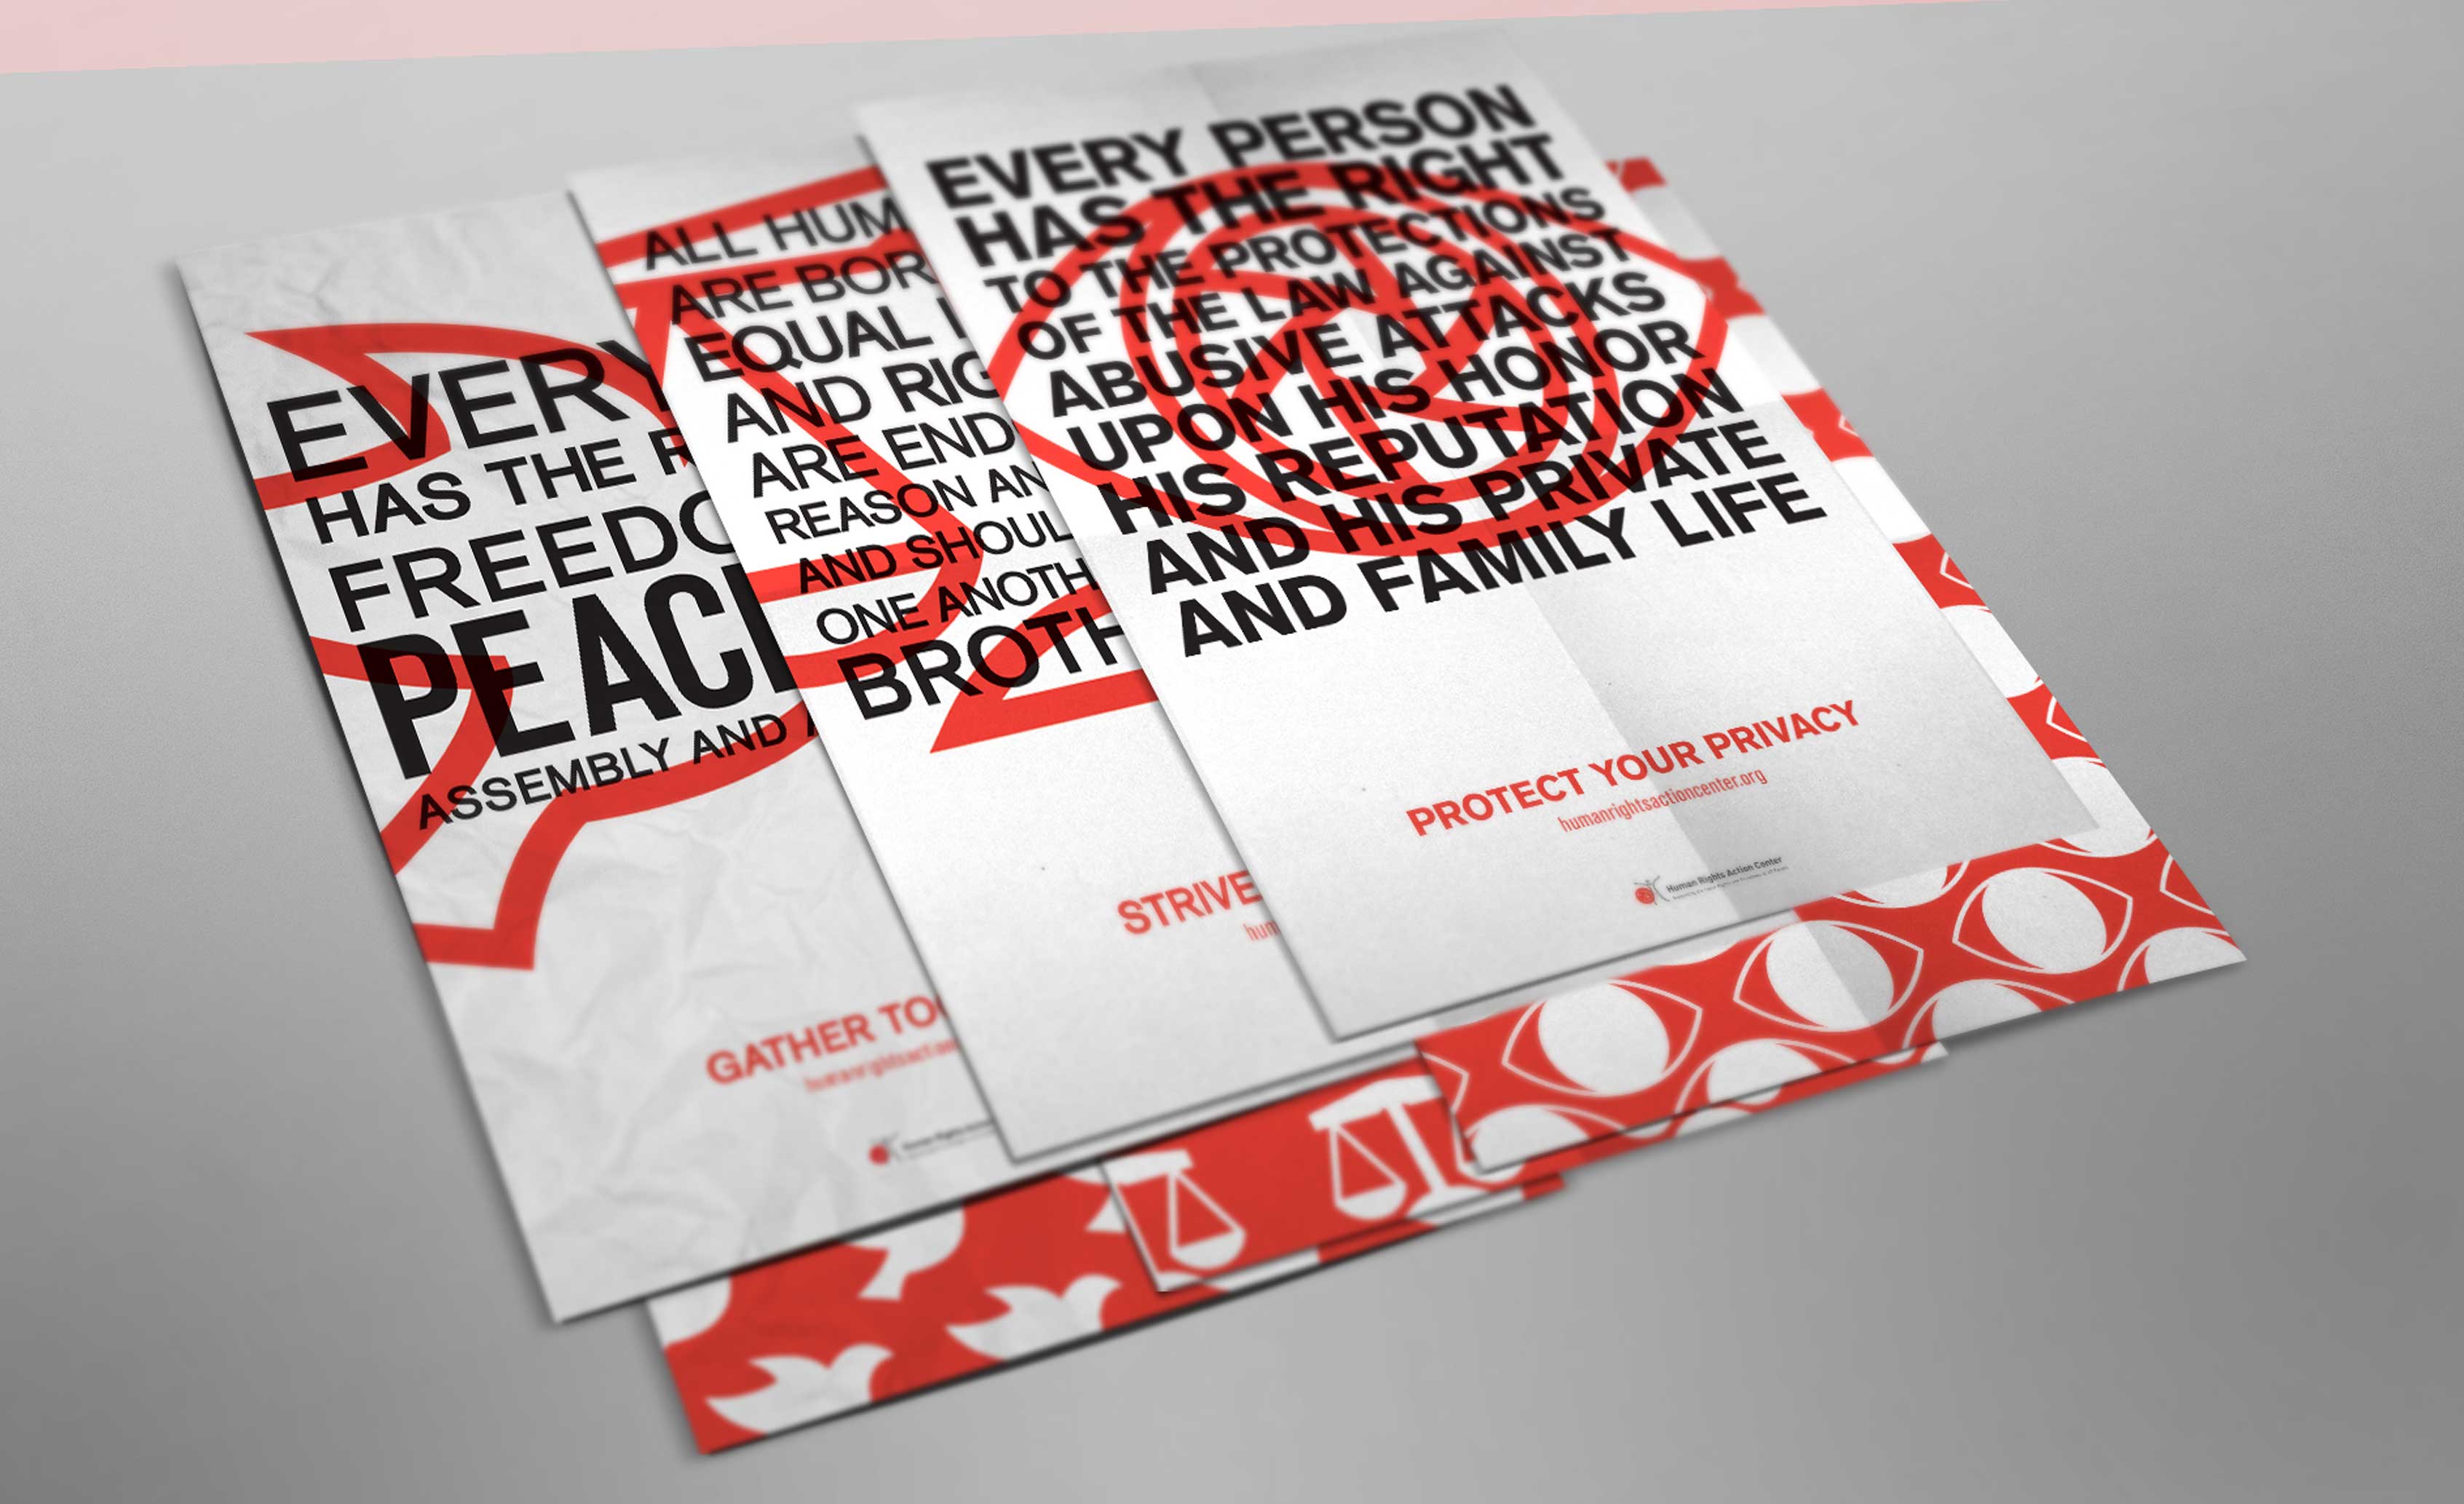 EVERY
HAS THE R
FREEDO
PEAC
ASSEMBLY AND
GATHER TO
ALL HUM
ARE BOR
EQUAL I
AND RIG
ARE END
REASON AN
AND SHOUL
ONE ANOTH
BROTH
STRIVE
hum
EVERY PERSON
HAS THE RIGHT
TO THE PROTECTIONS
OF THE LAW AGAINST
ABUSIVE ATTACKS
UPON HIS HONOR
HIS REPUTATION
AND HIS PRIVATE
AND FAMILY LIFE
PROTECT YOUR PRIVACY
humanrightsactioncenter.org
Human Rights Action Center